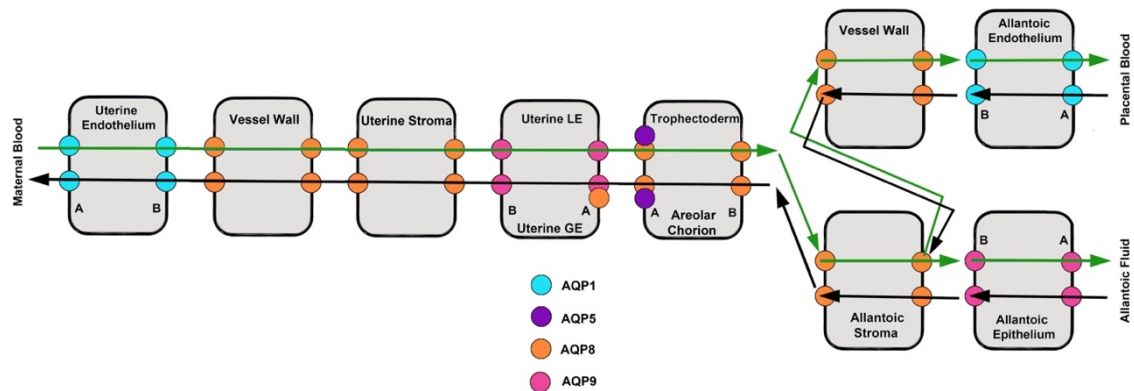 Maternal Blood
Uterine
Endothelium
A
B
Vessel Wall
Uterine Stroma
Uterine LE
B
A
Uterine GE
Trophectoderm
A
B
Areolar
Chorion
Vessel Wall
Allantoic
Endothelium
B
A
Placental Blood
Allantoic
Stroma
B
A
Allantoic
Epithelium
Allantoic Fluid
AQP1
AQP5
AQP8
AQP9